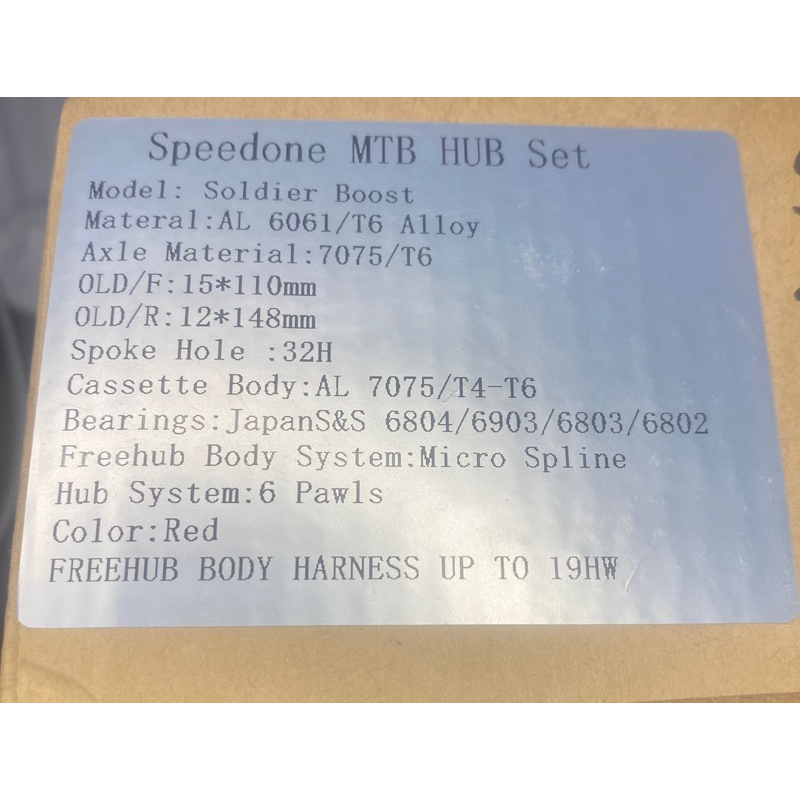 Speedone MTB HUB Set
Model: Soldier Boost
Materal:AL 6061/T6 Alloy
Axle Material:7075/T6
OLD/F:15*110mm
OLD/R:12*148mm
Spoke Hole :32H
Cassette Body:AL 7075/T4-T6
Bearings:JapanS&S 6804/6903/6803/6802
Freehub Body System:Micro Spline
Hub System:6 Pawls
Color:Red
FREEHUB BODY HARNESS UP TO 19HW